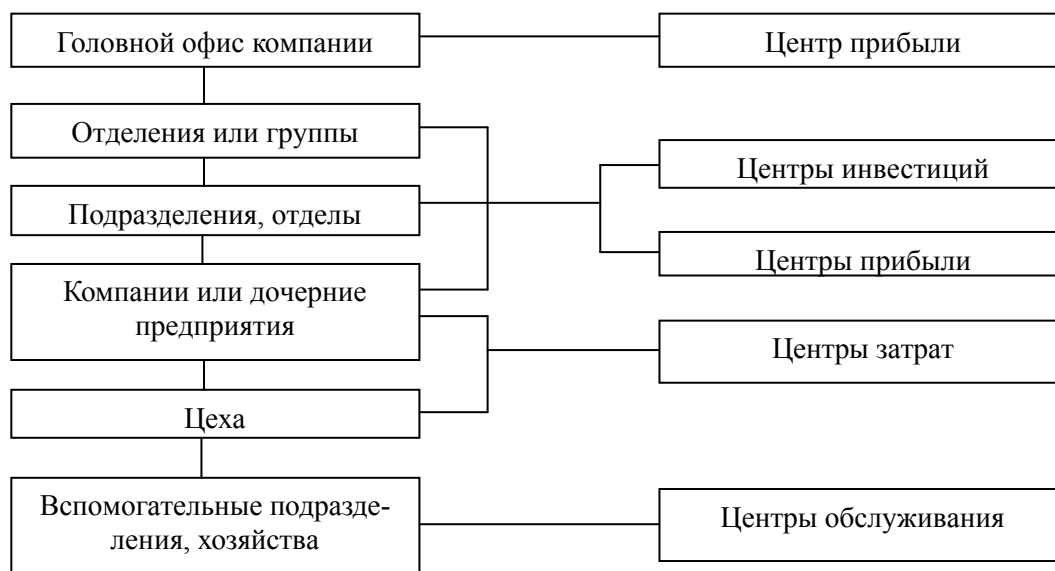 Головной офис компании
Центр прибыли
Отделения или группы
Центры инвестиций
Подразделения, отделы
Центры прибыли
Компании или дочерние
предприятия
Центры затрат
Цеха
Вспомогательные подразде-
ления, хозяйства
Центры обслуживания